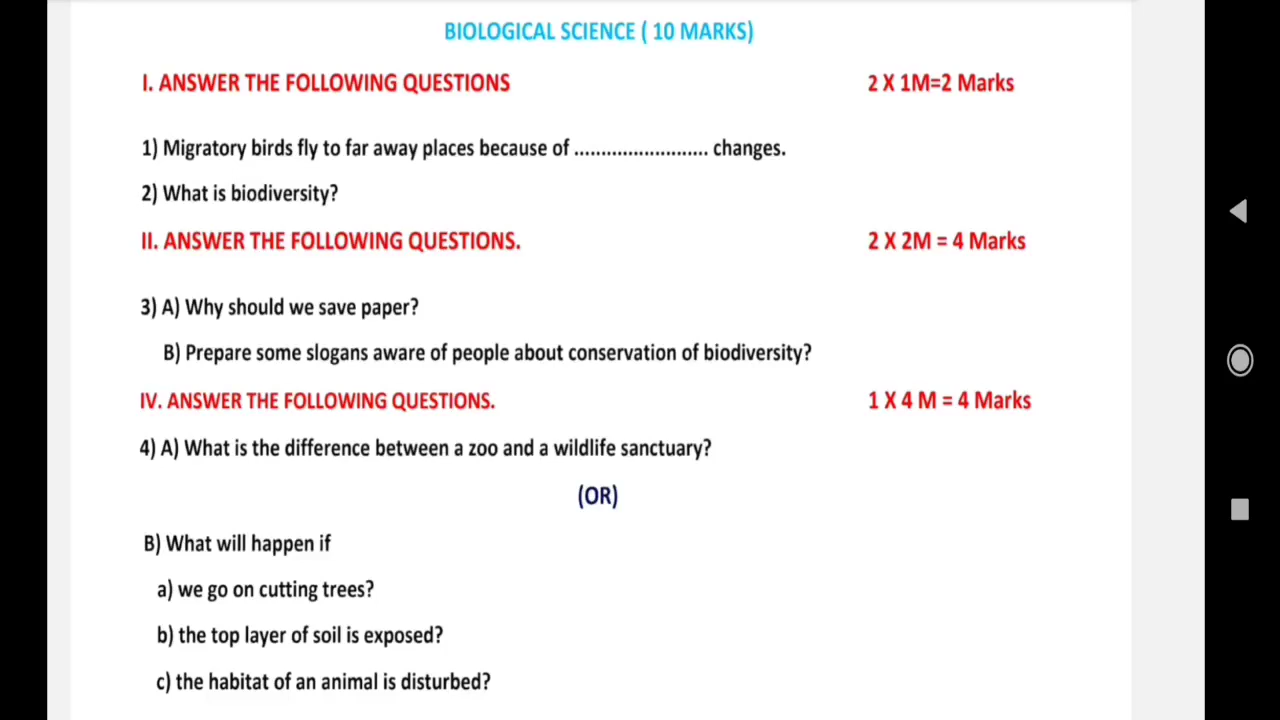 BIOLOGICAL SCIENCE ( 10 MARKS)
I. ANSWER THE FOLLOWING QUESTIONS 2 X 1M=2 Marks
1) Migratory birds fly to far away places because of ......................... changes.
2) What is biodiversity?
II. ANSWER THE FOLLOWING QUESTIONS. 2 X 2M = 4 Marks
3) A) Why should we save paper?
B) Prepare some slogans aware of people about conservation of biodiversity?
IV. ANSWER THE FOLLOWING QUESTIONS. 1 X 4 M = 4 Marks
4) A) What is the difference between a zoo and a wildlife sanctuary?
(OR)
B) What will happen if
a) we go on cutting trees?
b) the top layer of soil is exposed?
c) the habitat of an animal is disturbed?